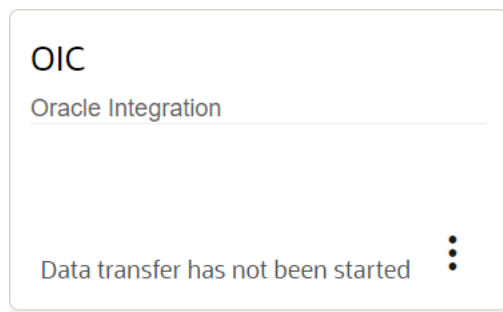 OIC
Oracle Integration
Data transfer has not been started